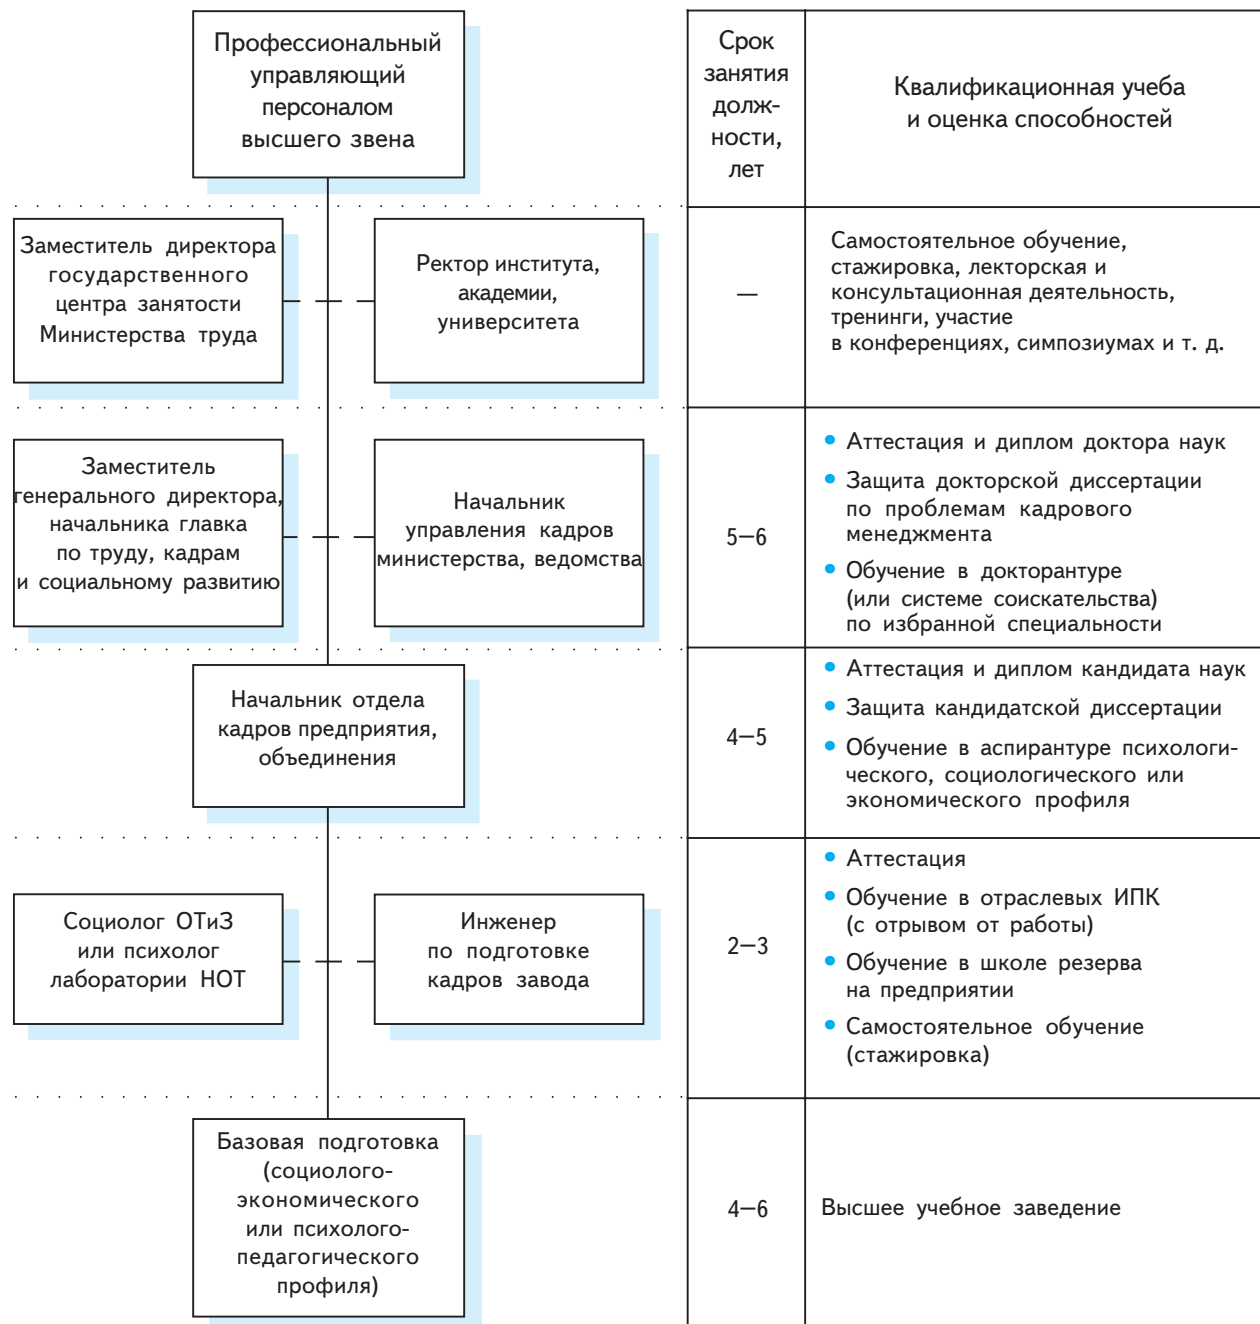 Профессиональный
управляющий
персоналом
высшего звена
Срок
занятия
долж-
ности,
лет
Квалификационная учеба
и оценка способностей
Заместитель директора
государственного
центра занятости
Министерства труда
Ректор института,
академии,
университета
—
Самостоятельное обучение,
стажировка, лекторская и
консультационная деятельность,
тренинги, участие
в конференциях, симпозиумах и т. д.
Заместитель
генерального директора,
начальника главка
по труду, кадрам
и социальному развитию
Начальник
управления кадров
министерства, ведомства
5—6
• Аттестация и диплом доктора наук
• Защита докторской диссертации
по проблемам кадрового
менеджмента
• Обучение в докторантуре
(или системе соискательства)
по избранной специальности
Начальник отдела
кадров предприятия,
объединения
4—5
• Аттестация и диплом кандидата наук
• Защита кандидатской диссертации
• Обучение в аспирантуре психологи-
ческого, социологического или
экономического профиля
Социолог ОТиЗ
или психолог
лаборатории НОТ
Инженер
по подготовке
кадров завода
2—3
• Аттестация
• Обучение в отраслевых ИПК
(с отрывом от работы)
• Обучение в школе резерва
на предприятии
• Самостоятельное обучение
(стажировка)
Базовая подготовка
(социолого-
экономического
или психолого-
педагогического
профиля)
4—6
Высшее учебное заведение